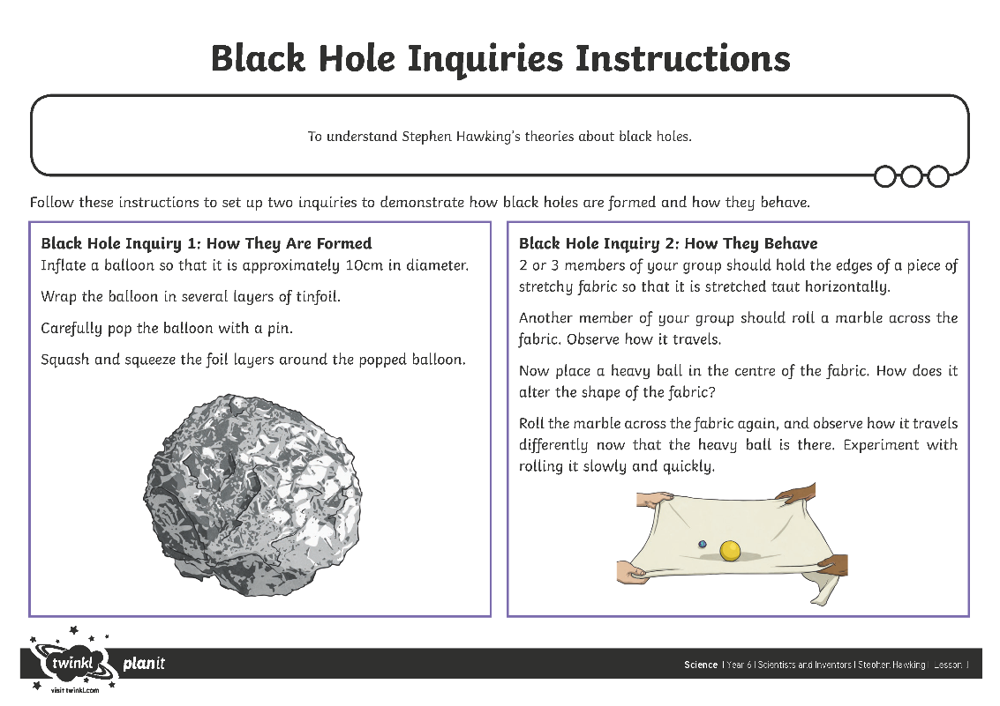 Black Hole Inquiries Instructions
To understand Stephen Hawking's theories about black holes.
Follow these instructions to set up two inquiries to demonstrate how black holes are formed and how they behave.
Black Hole Inquiry 1: How They Are Formed
Inflate a balloon so that it is approximately 10cm in diameter.
Wrap the balloon in several layers of tinfoil.
Carefully pop the balloon with a pin.
Squash and squeeze the foil layers around the popped balloon.
Black Hole Inquiry 2: How They Behave
2 or 3 members of your group should hold the edges of a piece of
stretchy fabric so that it is stretched taut horizontally.
Another member of your group should roll a marble across the
fabric. Observe how it travels.
Now place a heavy ball in the centre of the fabric. How does it
alter the shape of the fabric?
Roll the marble across the fabric again, and observe how it travels
differently now that the heavy ball is there. Experiment with
rolling it slowly and quickly.
twinkl planit
visit twinkl.com
Science | Year 6 | Scientists and Inventors | Stephen Hawking | Lesson 1